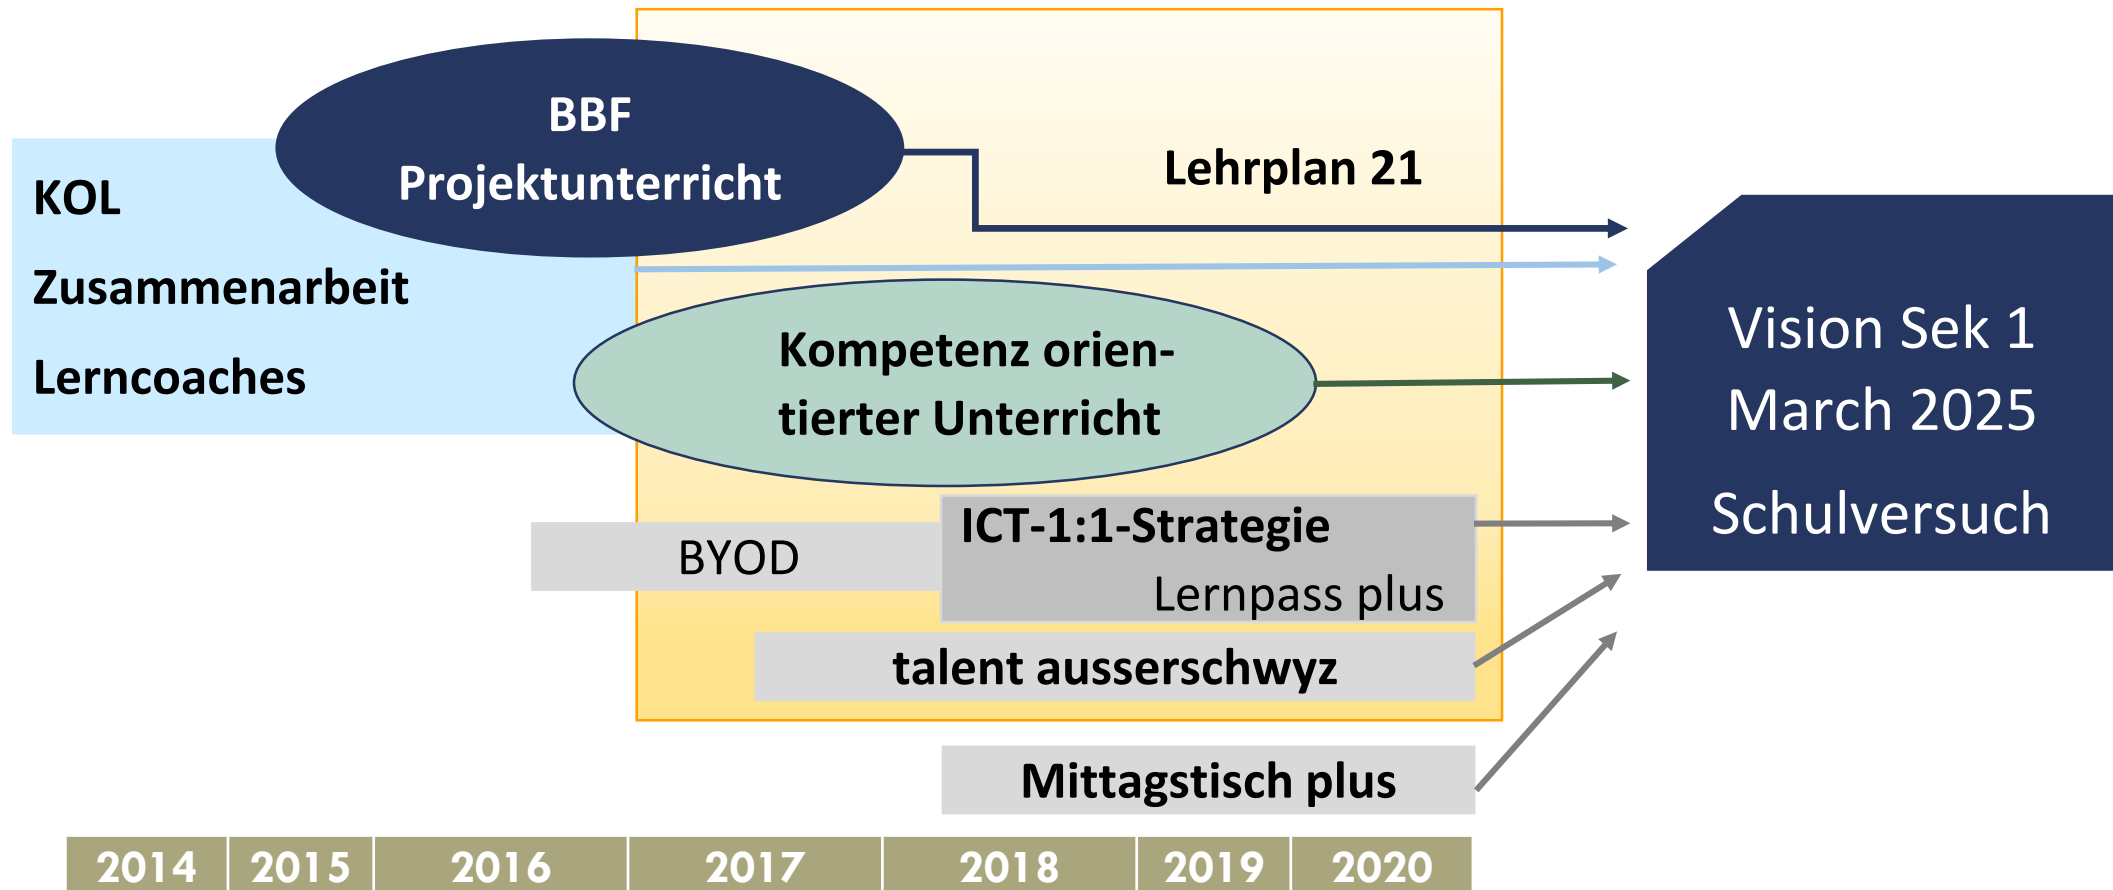 BBF
Projektunterricht
KOL
Zusammenarbeit
Lerncoaches
Lehrplan 21
Kompetenz orien-
tierter Unterricht
BYOD
ICT-1:1-Strategie
Lernpass plus
talent ausserschwyz
Mittagstisch plus
Vision Sek 1
March 2025
Schulversuch
2014 2015 2016 2017 2018 2019 2020